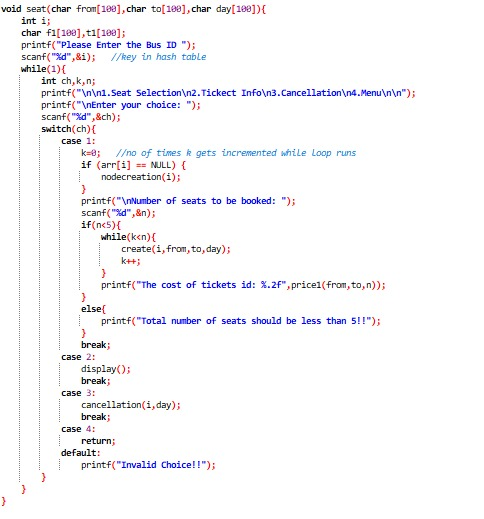 void seat(char from[100],char to[100],char day[100]){
    int i;
    char f1[100],t1[100];
    printf("Please Enter the Bus ID ");
    scanf("%d",&i);   //key in hash table
    while(1){
        int ch,k,n;
        printf("\n\n1.Seat Selection\n2.Tickect Info\n3.Cancellation\n4.Menu\n\n");
        printf("\nEnter your choice: ");
        scanf("%d",&ch);
        switch(ch){
            case 1:
                k=0;   //no of times k gets incremented while loop runs
                if (arr[i] == NULL) {
                    nodecreation(i);
                }
                printf("\nNumber of seats to be booked: ");
                scanf("%d",&n);
                if(n<5){
                    while(k<n){
                        create(i,from,to,day);
                        k++;
                    }
                    printf("The cost of tickets id: %.2f",price1(from,to,n));
                }
                else{
                    printf("Total number of seats should be less than 5!!");
                }
                break;
            case 2:
                display();
                break;
            case 3:
                cancellation(i,day);
                break;
            case 4:
                return;
            default:
                printf("Invalid Choice!!");
        }
    }
}